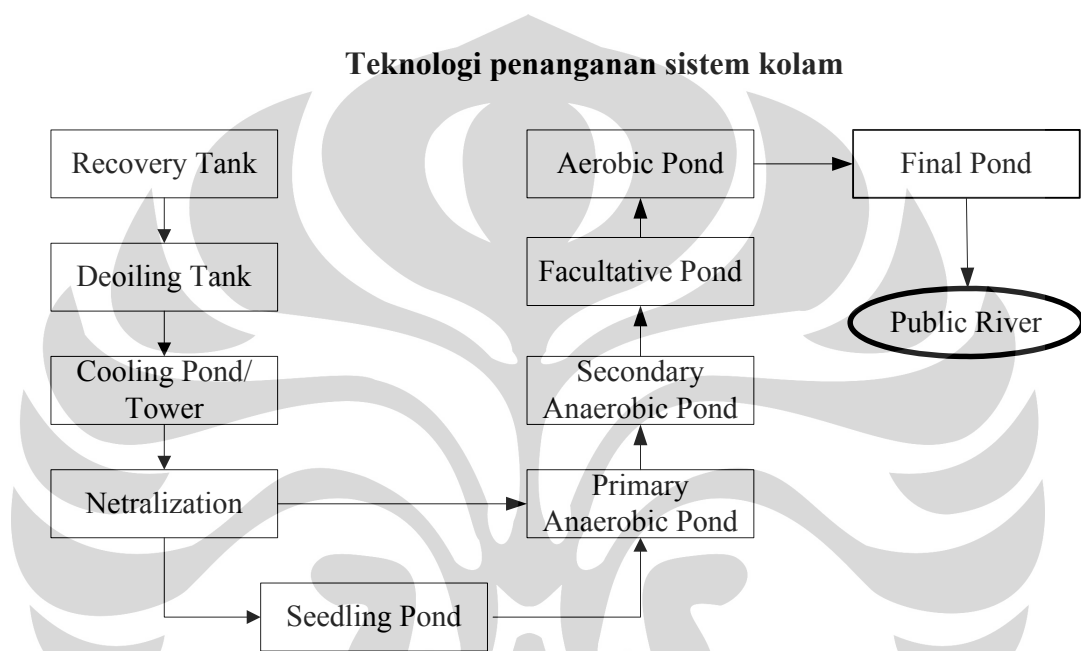 Teknologi penanganan sistem kolam
Recovery Tank
Deoiling Tank
Cooling Pond/
Tower
Netralization
Seedling Pond
Primary
Anaerobic Pond
Secondary
Anaerobic Pond
Facultative Pond
Aerobic Pond
Final Pond
Public River